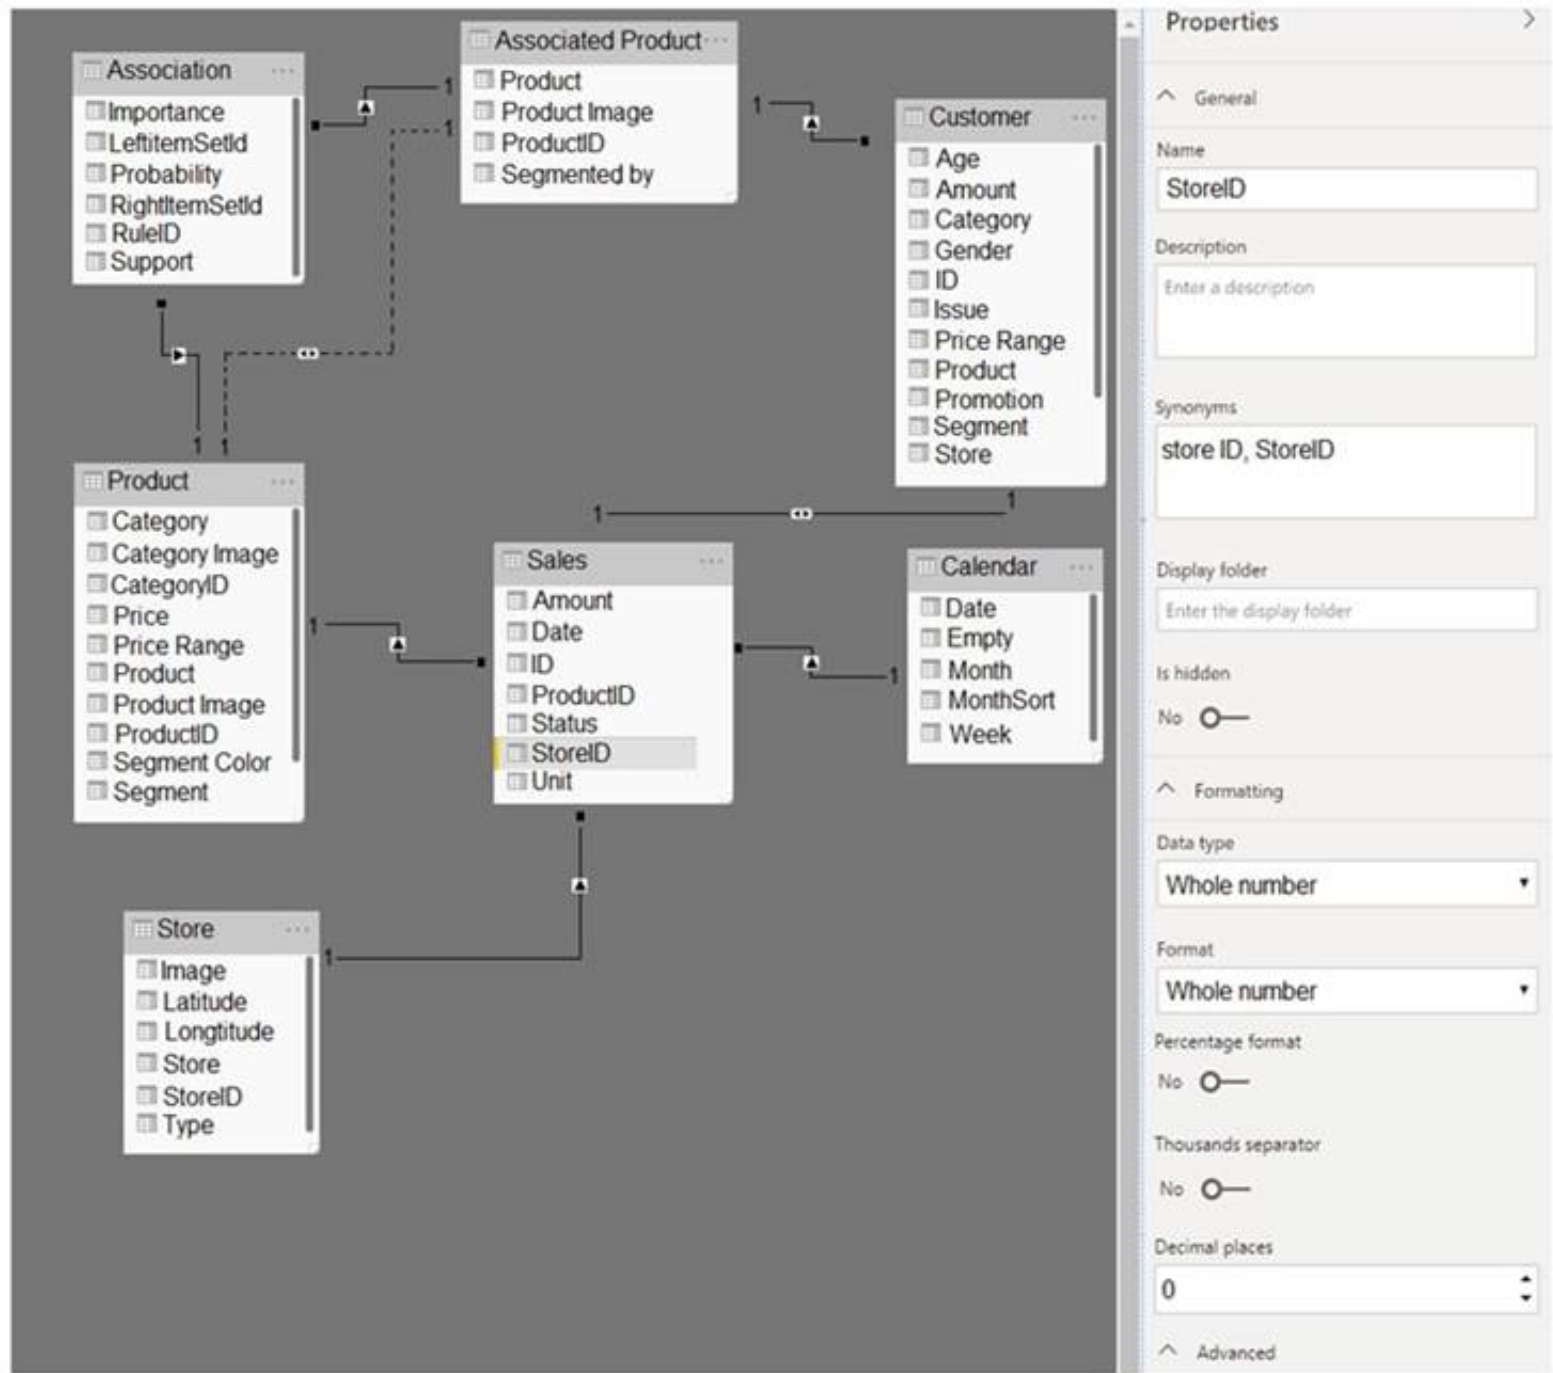 Association
Importance
LeftitemSetId
Probability
RightItemSetId
RuleID
Support
1
1
Associated Product
Product
Product Image
ProductID
Segmented by
1
Customer
Age
Amount
Category
Gender
ID
Issue
Price Range
Product
Promotion
Segment
Store
1
1
1
1
Product
Category
Category Image
CategoryID
Price
Price Range
Product
Product Image
ProductID
Segment Color
Segment
1
Sales
Amount
Date
ID
ProductID
Status
StoreID
Unit
1
Calendar
Date
Empty
Month
MonthSort
Week
Store
Image
Latitude
Longtitude
Store
StoreID
Type
1
Properties
General
Name
StoreID
Description
Enter a description
Synonyms
store ID, StoreID
Display folder
Enter the display folder
Is hidden
No
Formatting
Data type
Whole number
Format
Whole number
Percentage format
No
Thousands separator
No
Decimal places
0
Advanced